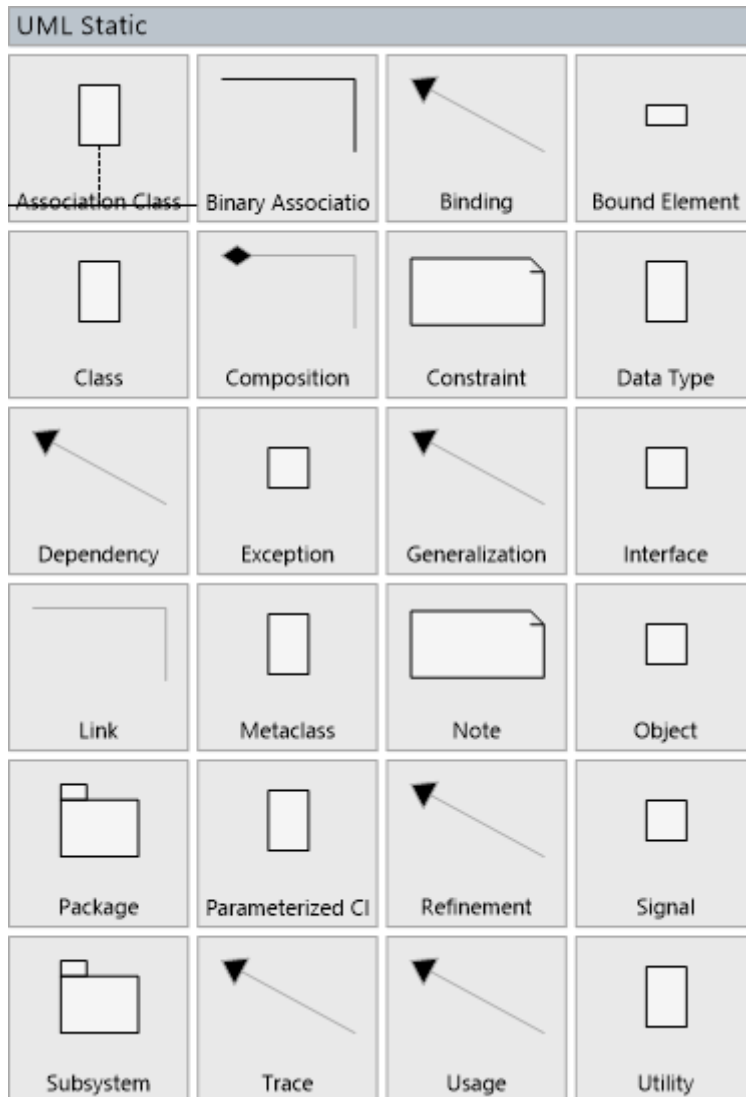 UML Static
Association Class
Binary Associatio
Binding
Bound Element
Class
Composition
Constraint
Data Type
Dependency
Exception
Generalization
Interface
Link
Metaclass
Note
Object
Package
Parameterized Cl
Refinement
Signal
Subsystem
Trace
Usage
Utility